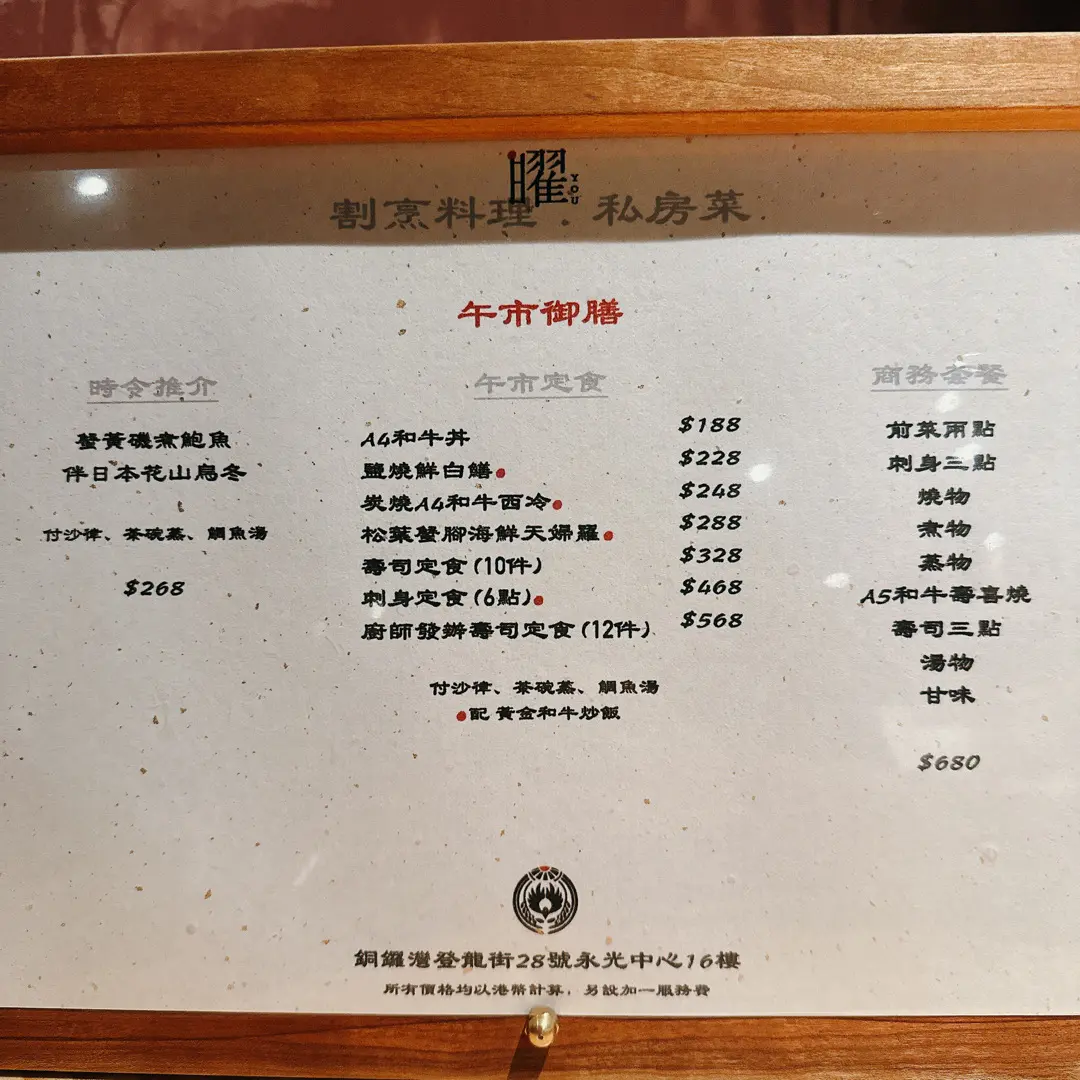 曜
YOU
割烹料理．私房菜
午市御膳
時令推介
蟹黃磯煮鮑魚
伴日本花山烏冬
付沙律、茶碗蒸、鯛魚湯
$268
午市定食
A4和牛丼 $188
鹽燒鮮白鱔● $228
炭燒A4和牛西冷● $248
松葉蟹腳海鮮天婦羅● $288
壽司定食 (10件) $328
刺身定食 (6點)● $468
廚師發辦壽司定食 (12件) $568
付沙律、茶碗蒸、鯛魚湯
●配 黃金和牛炒飯
商務套餐
前菜兩點
刺身三點
燒物
煮物
蒸物
A5和牛壽喜燒
壽司三點
湯物
甘味
$680
銅鑼灣登龍街28號永光中心16樓
所有價格均以港幣計算，另設加一服務費